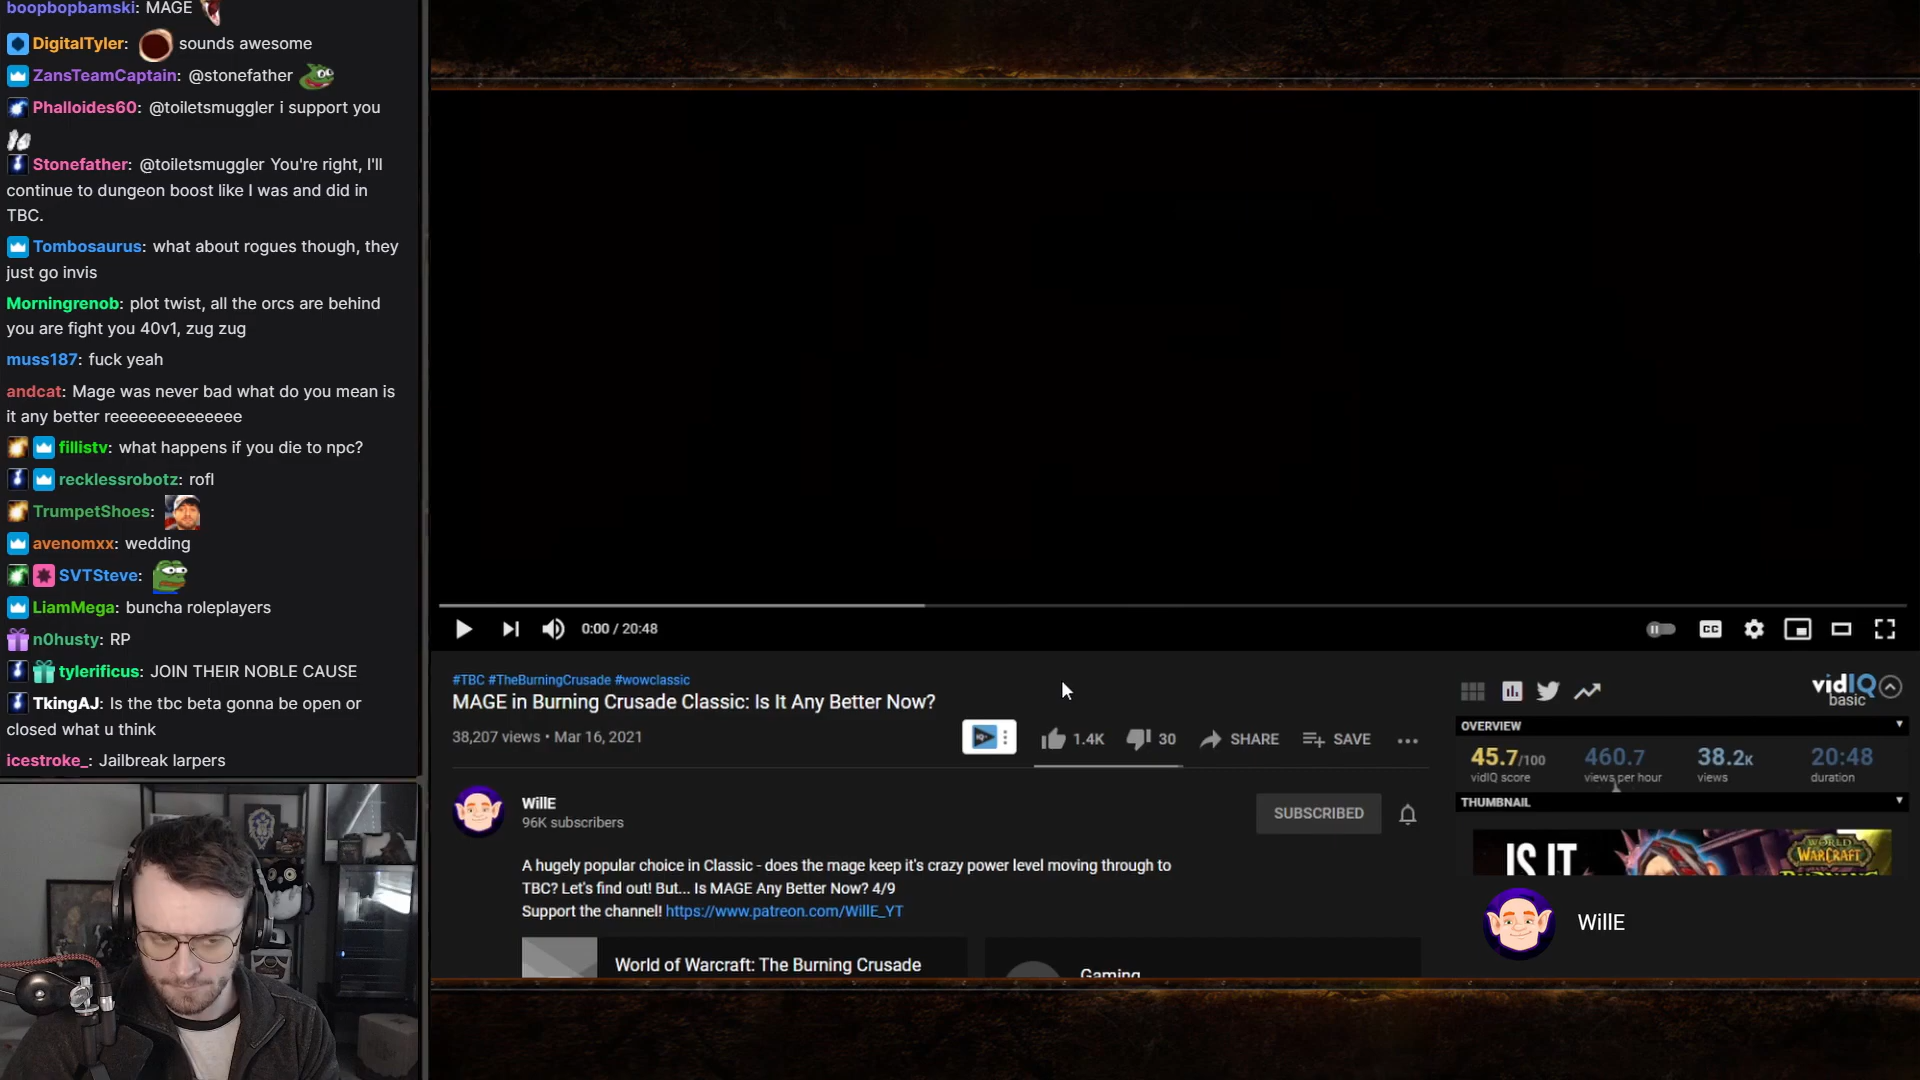 boopbopbamski: MAGE
DigitalTyler: sounds awesome
ZansTeamCaptain: @stonefather
Phalloides60: @toiletsmuggler i support you
Stonefather: @toiletsmuggler You're right, I'll
continue to dungeon boost like I was and did in
TBC.
Tombosaurus: what about rogues though, they
just go invis
Morningrenob: plot twist, all the orcs are behind
you are fight you 40v1, zug zug
muss187: fuck yeah
andcat: Mage was never bad what do you mean is
it any better reeeeeeeeeeeeee
fillistv: what happens if you die to npc?
recklessrobotz: rofl
TrumpetShoes:
avenomxx: wedding
SVTSteve:
LiamMega: buncha roleplayers
n0husty: RP
tylerificus: JOIN THEIR NOBLE CAUSE
TkingAJ: Is the tbc beta gonna be open or
closed what u think
icestroke_: Jailbreak larpers
0:00 / 20:48
CC
#TBC #TheBurningCrusade #wowclassic
MAGE in Burning Crusade Classic: Is It Any Better Now?
38,207 views • Mar 16, 2021
1.4K
30
SHARE
SAVE
WillE
96K subscribers
SUBSCRIBED
A hugely popular choice in Classic - does the mage keep it's crazy power level moving through to
TBC? Let's find out! But... Is MAGE Any Better Now? 4/9
Support the channel! https://www.patreon.com/WillE_YT
World of Warcraft: The Burning Crusade
Gaming
vidIQ
basic
OVERVIEW
45.7/100
460.7
38.2K
20:48
vidIQ score
views per hour
views
duration
THUMBNAIL
IS IT
WORLD
WARCRAFT
WillE